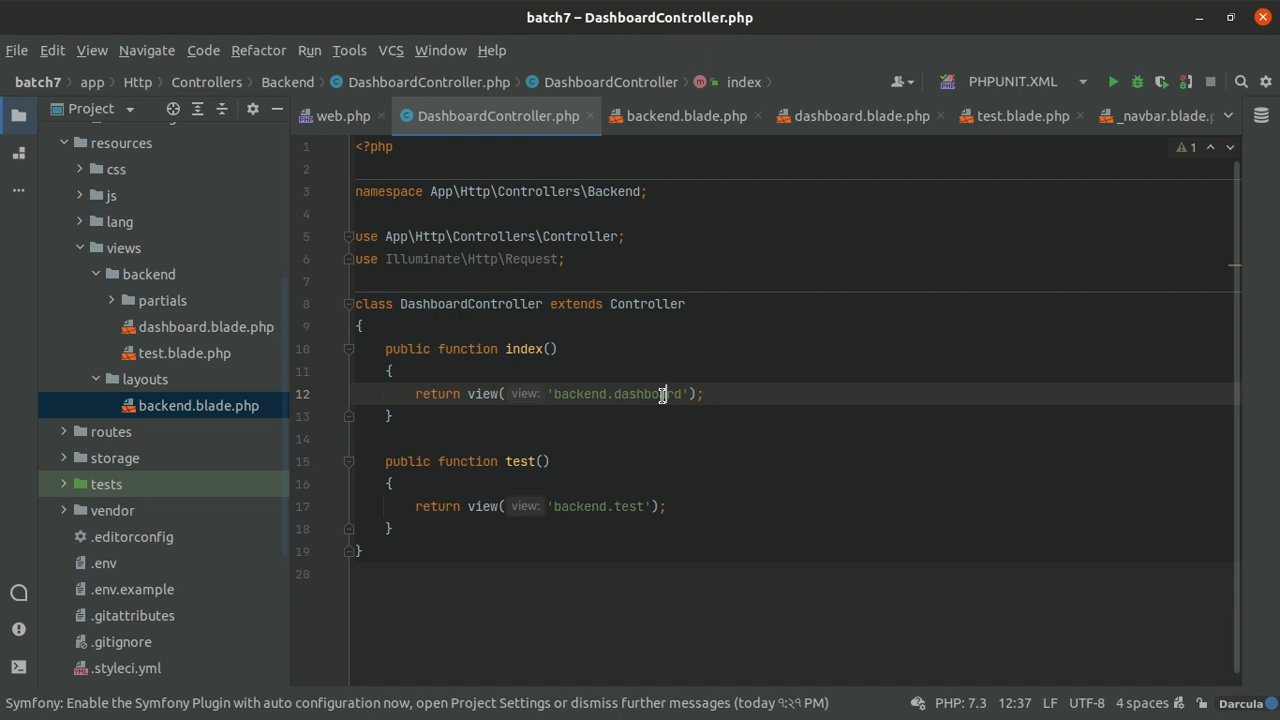 batch7 – DashboardController.php
File Edit View Navigate Code Refactor Run Tools VCS Window Help
batch7 app Http Controllers Backend DashboardController.php DashboardController index PHPUNIT.XML
Project
web.php DashboardController.php backend.blade.php dashboard.blade.php test.blade.php _navbar.blade.p
resources
css
js
lang
views
backend
partials
dashboard.blade.php
test.blade.php
layouts
backend.blade.php
routes
storage
tests
vendor
.editorconfig
.env
.env.example
.gitattributes
.gitignore
.styleci.yml
1 <?php
2
3 namespace App\Http\Controllers\Backend;
4
5 use App\Http\Controllers\Controller;
6 use Illuminate\Http\Request;
7
8 class DashboardController extends Controller
9 {
10 public function index()
11 {
12 return view( view: 'backend.dashboard');
13 }
14
15 public function test()
16 {
17 return view( view: 'backend.test');
18 }
19 }
20
1
Symfony: Enable the Symfony Plugin with auto configuration now, open Project Settings or dismiss further messages (today ९:२१ PM) PHP: 7.3 12:37 LF UTF-8 4 spaces Darcula